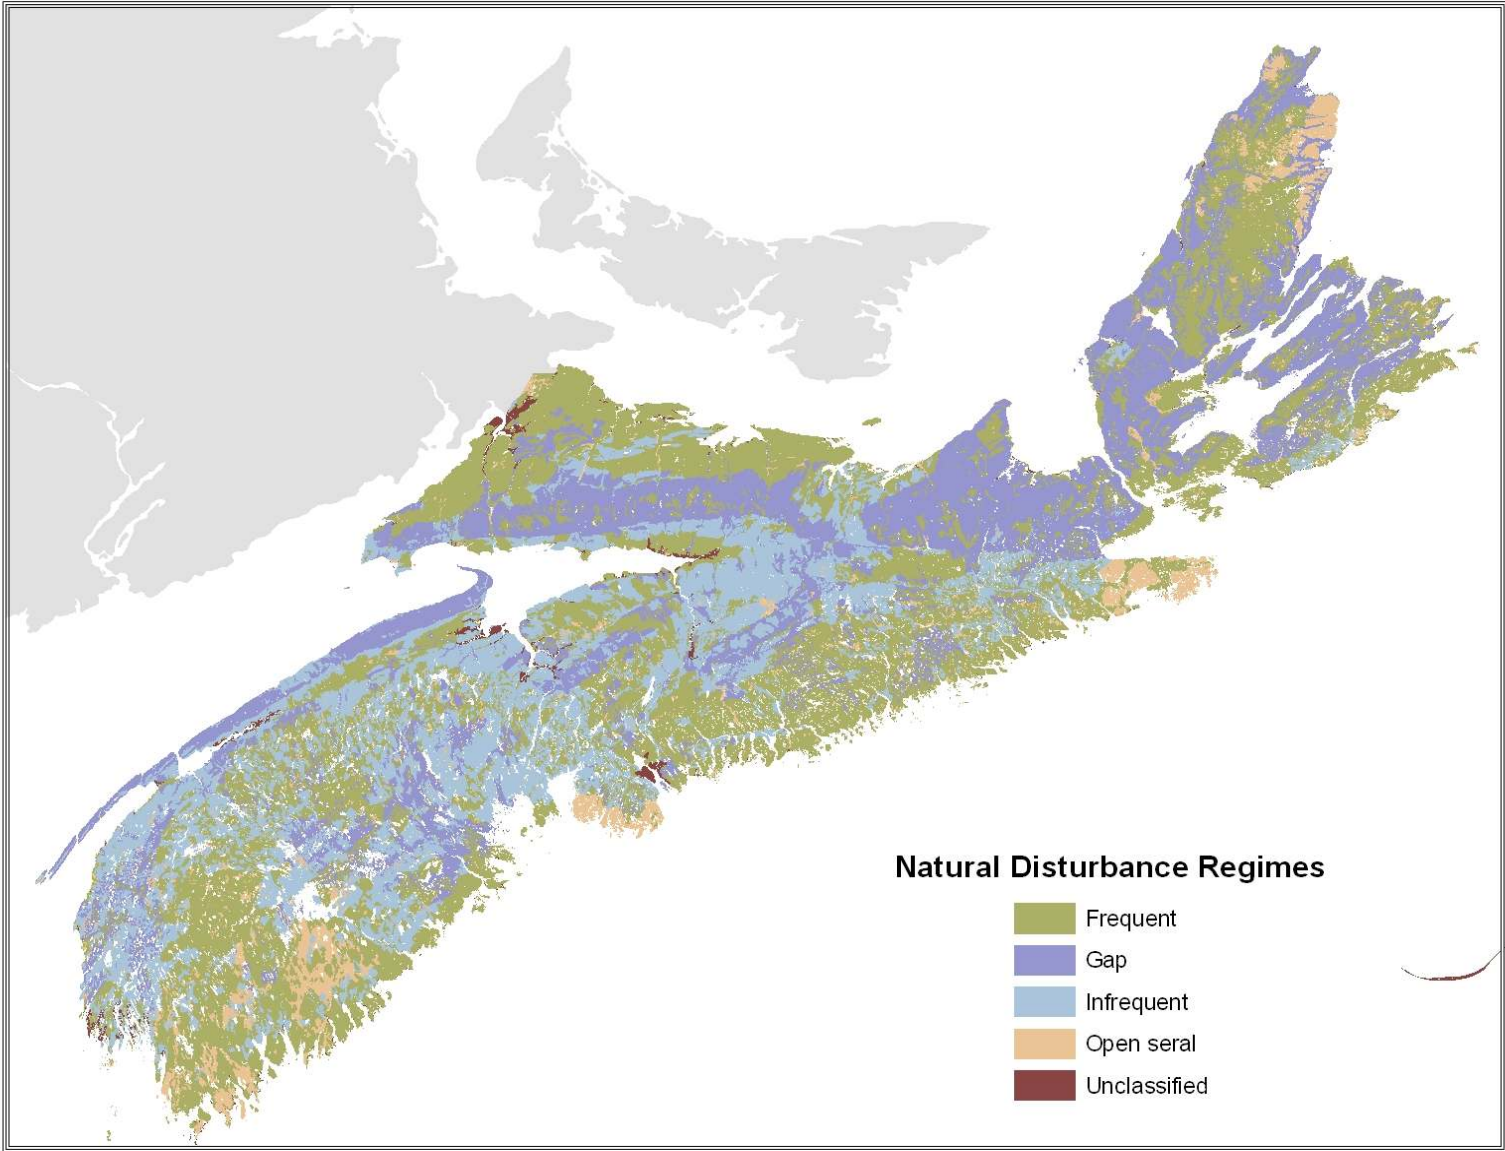 Natural Disturbance Regimes
Frequent
Gap
Infrequent
Open seral
Unclassified